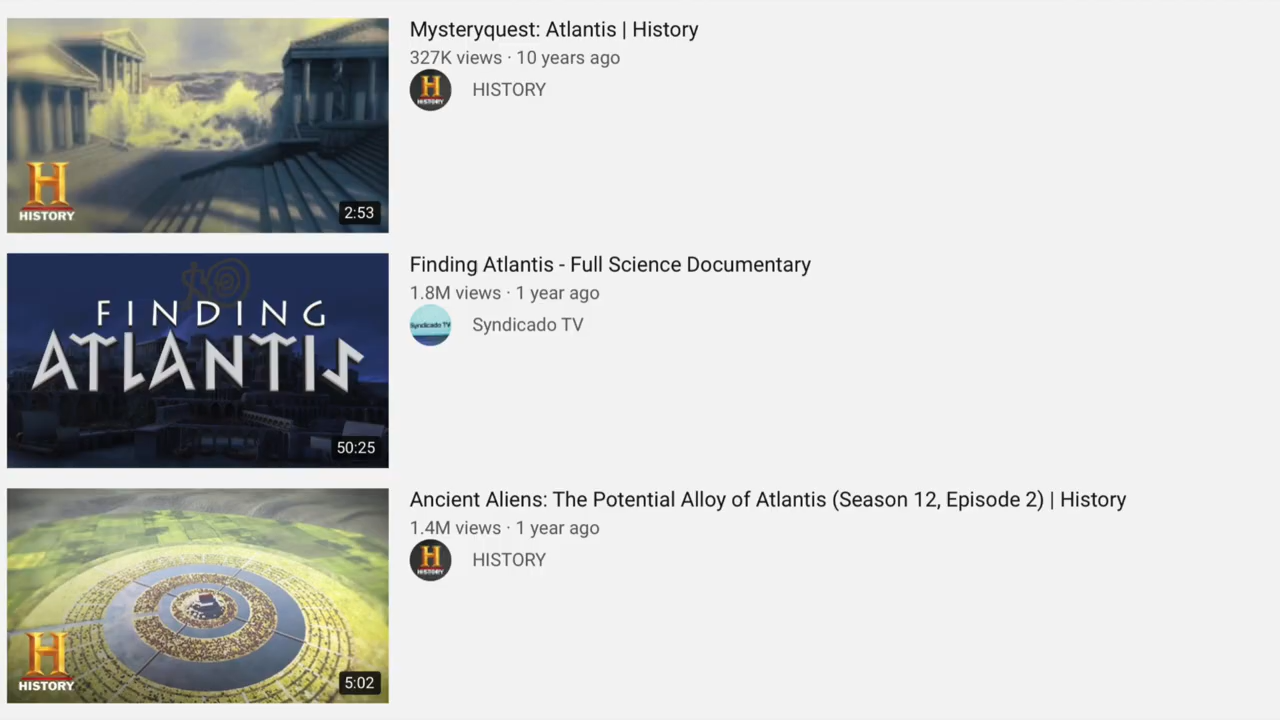 Mysteryquest: Atlantis | History
327K views · 10 years ago
H
HISTORY
HISTORY
H
HISTORY
2:53
Finding Atlantis - Full Science Documentary
1.8M views · 1 year ago
Syndicado TV
Syndicado TV
FINDING
ATLANTIS
50:25
Ancient Aliens: The Potential Alloy of Atlantis (Season 12, Episode 2) | History
1.4M views · 1 year ago
H
HISTORY
HISTORY
H
HISTORY
5:02